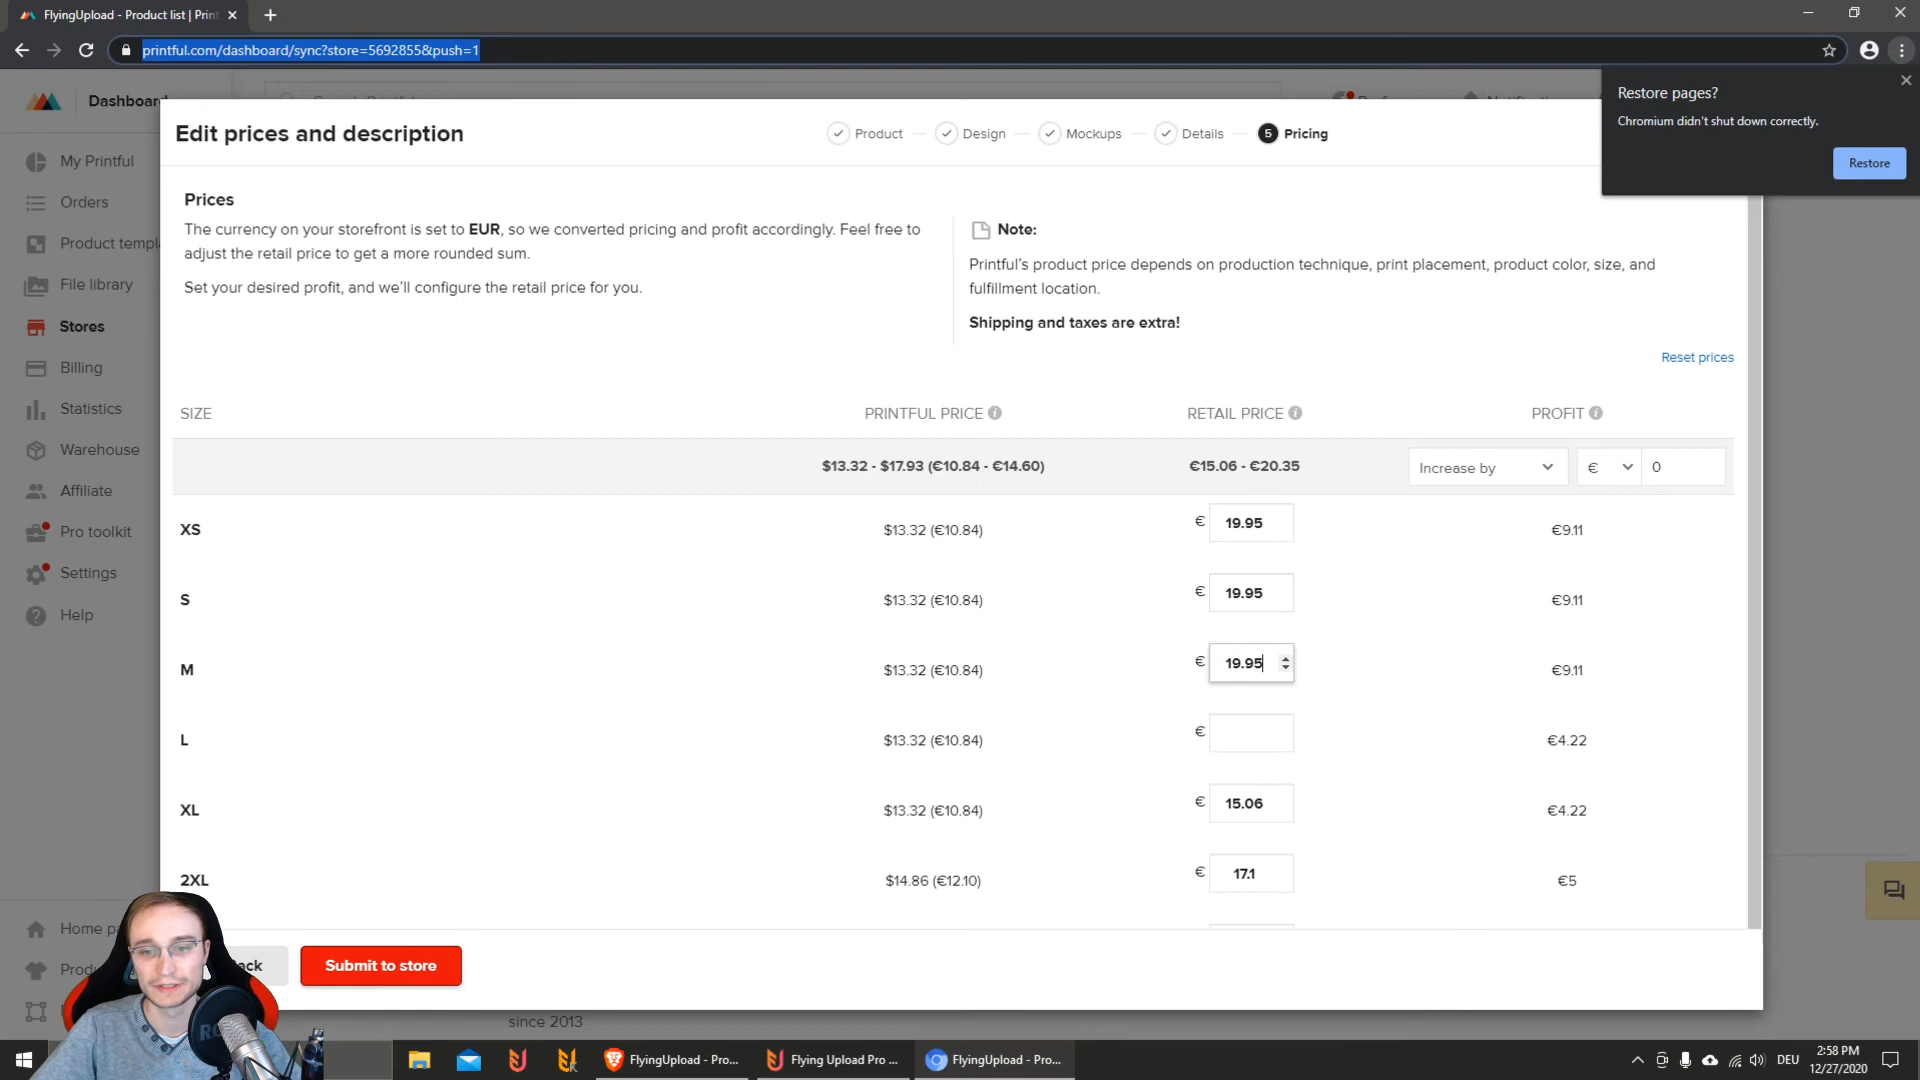 FlyingUpload - Product list | Print
printful.com/dashboard/sync?store=5692855&push=1
Restore pages?
Chromium didn't shut down correctly.
Restore
Dashboard
My Printful
Orders
Product templ
File library
Stores
Billing
Statistics
Warehouse
Affiliate
Pro toolkit
Settings
Help
Edit prices and description
Product
Design
Mockups
Details
5 Pricing
Prices
The currency on your storefront is set to EUR, so we converted pricing and profit accordingly. Feel free to
adjust the retail price to get a more rounded sum.
Set your desired profit, and we'll configure the retail price for you.
Note:
Printful's product price depends on production technique, print placement, product color, size, and
fulfillment location.
Shipping and taxes are extra!
Reset prices
SIZE PRINTFUL PRICE RETAIL PRICE PROFIT
$13.32 - $17.93 (€10.84 - €14.60) €15.06 - €20.35 Increase by € 0
XS $13.32 (€10.84) € 19.95 €9.11
S $13.32 (€10.84) € 19.95 €9.11
M $13.32 (€10.84) € 19.95 €9.11
L $13.32 (€10.84) € €4.22
XL $13.32 (€10.84) € 15.06 €4.22
2XL $14.86 (€12.10) € 17.1 €5
Submit to store
since 2013
FlyingUpload - Pro...
Flying Upload Pro ...
FlyingUpload - Pro...
DEU
2:58 PM
12/27/2020